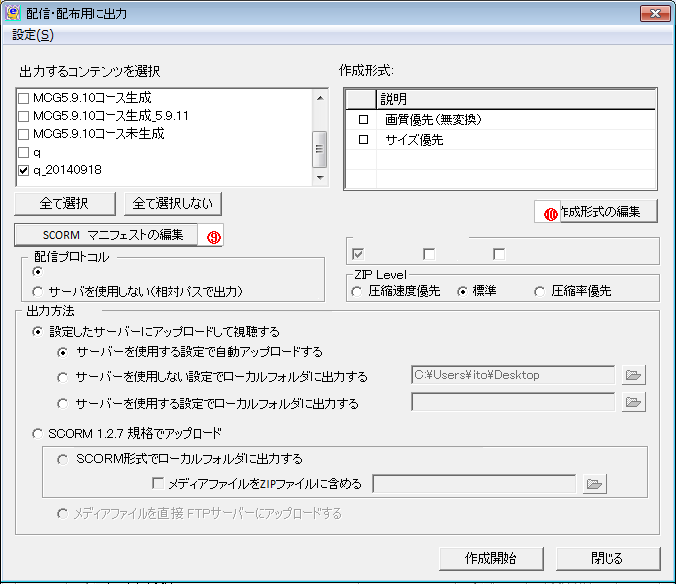 配信・配布用に出力
設定(S)
出力するコンテンツを選択
作成形式:
MCG5.9.10コース生成
MCG5.9.10コース生成_5.9.11
MCG5.9.10コース未生成
q
q_20140918
説明
画質優先(無変換)
サイズ優先
全て選択
全て選択しない
⑩作成形式の編集
SCORM マニフェストの編集 ⑨
配信プロトコル
サーバを使用しない(相対パスで出力)
ZIP Level
圧縮速度優先
標準
圧縮率優先
出力方法
設定したサーバーにアップロードして視聴する
サーバーを使用する設定で自動アップロードする
サーバーを使用しない設定でローカルフォルダに出力する
C:¥Users¥ito¥Desktop
サーバーを使用する設定でローカルフォルダに出力する
SCORM 1.2.7 規格でアップロード
SCORM形式でローカルフォルダに出力する
メディアファイルをZIPファイルに含める
メディアファイルを直接 FTPサーバーにアップロードする
作成開始
閉じる